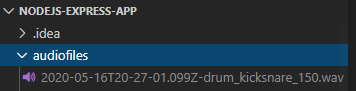 NODEJS-EXPRESS-APP
.idea
audiofiles
2020-05-16T20-27-01.099Z-drum_kicksnare_150.wav